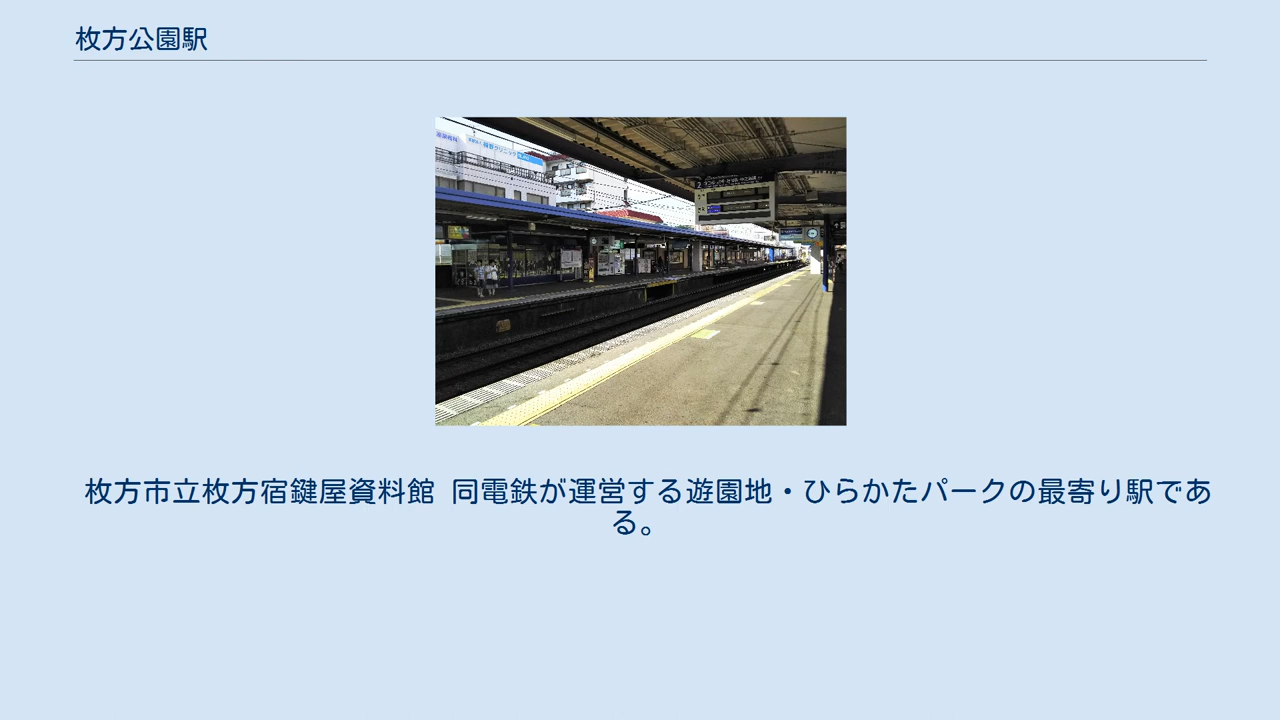 枚方公園駅
枚方市立枚方宿鍵屋資料館 同電鉄が運営する遊園地・ひらかたパークの最寄り駅であ
る。